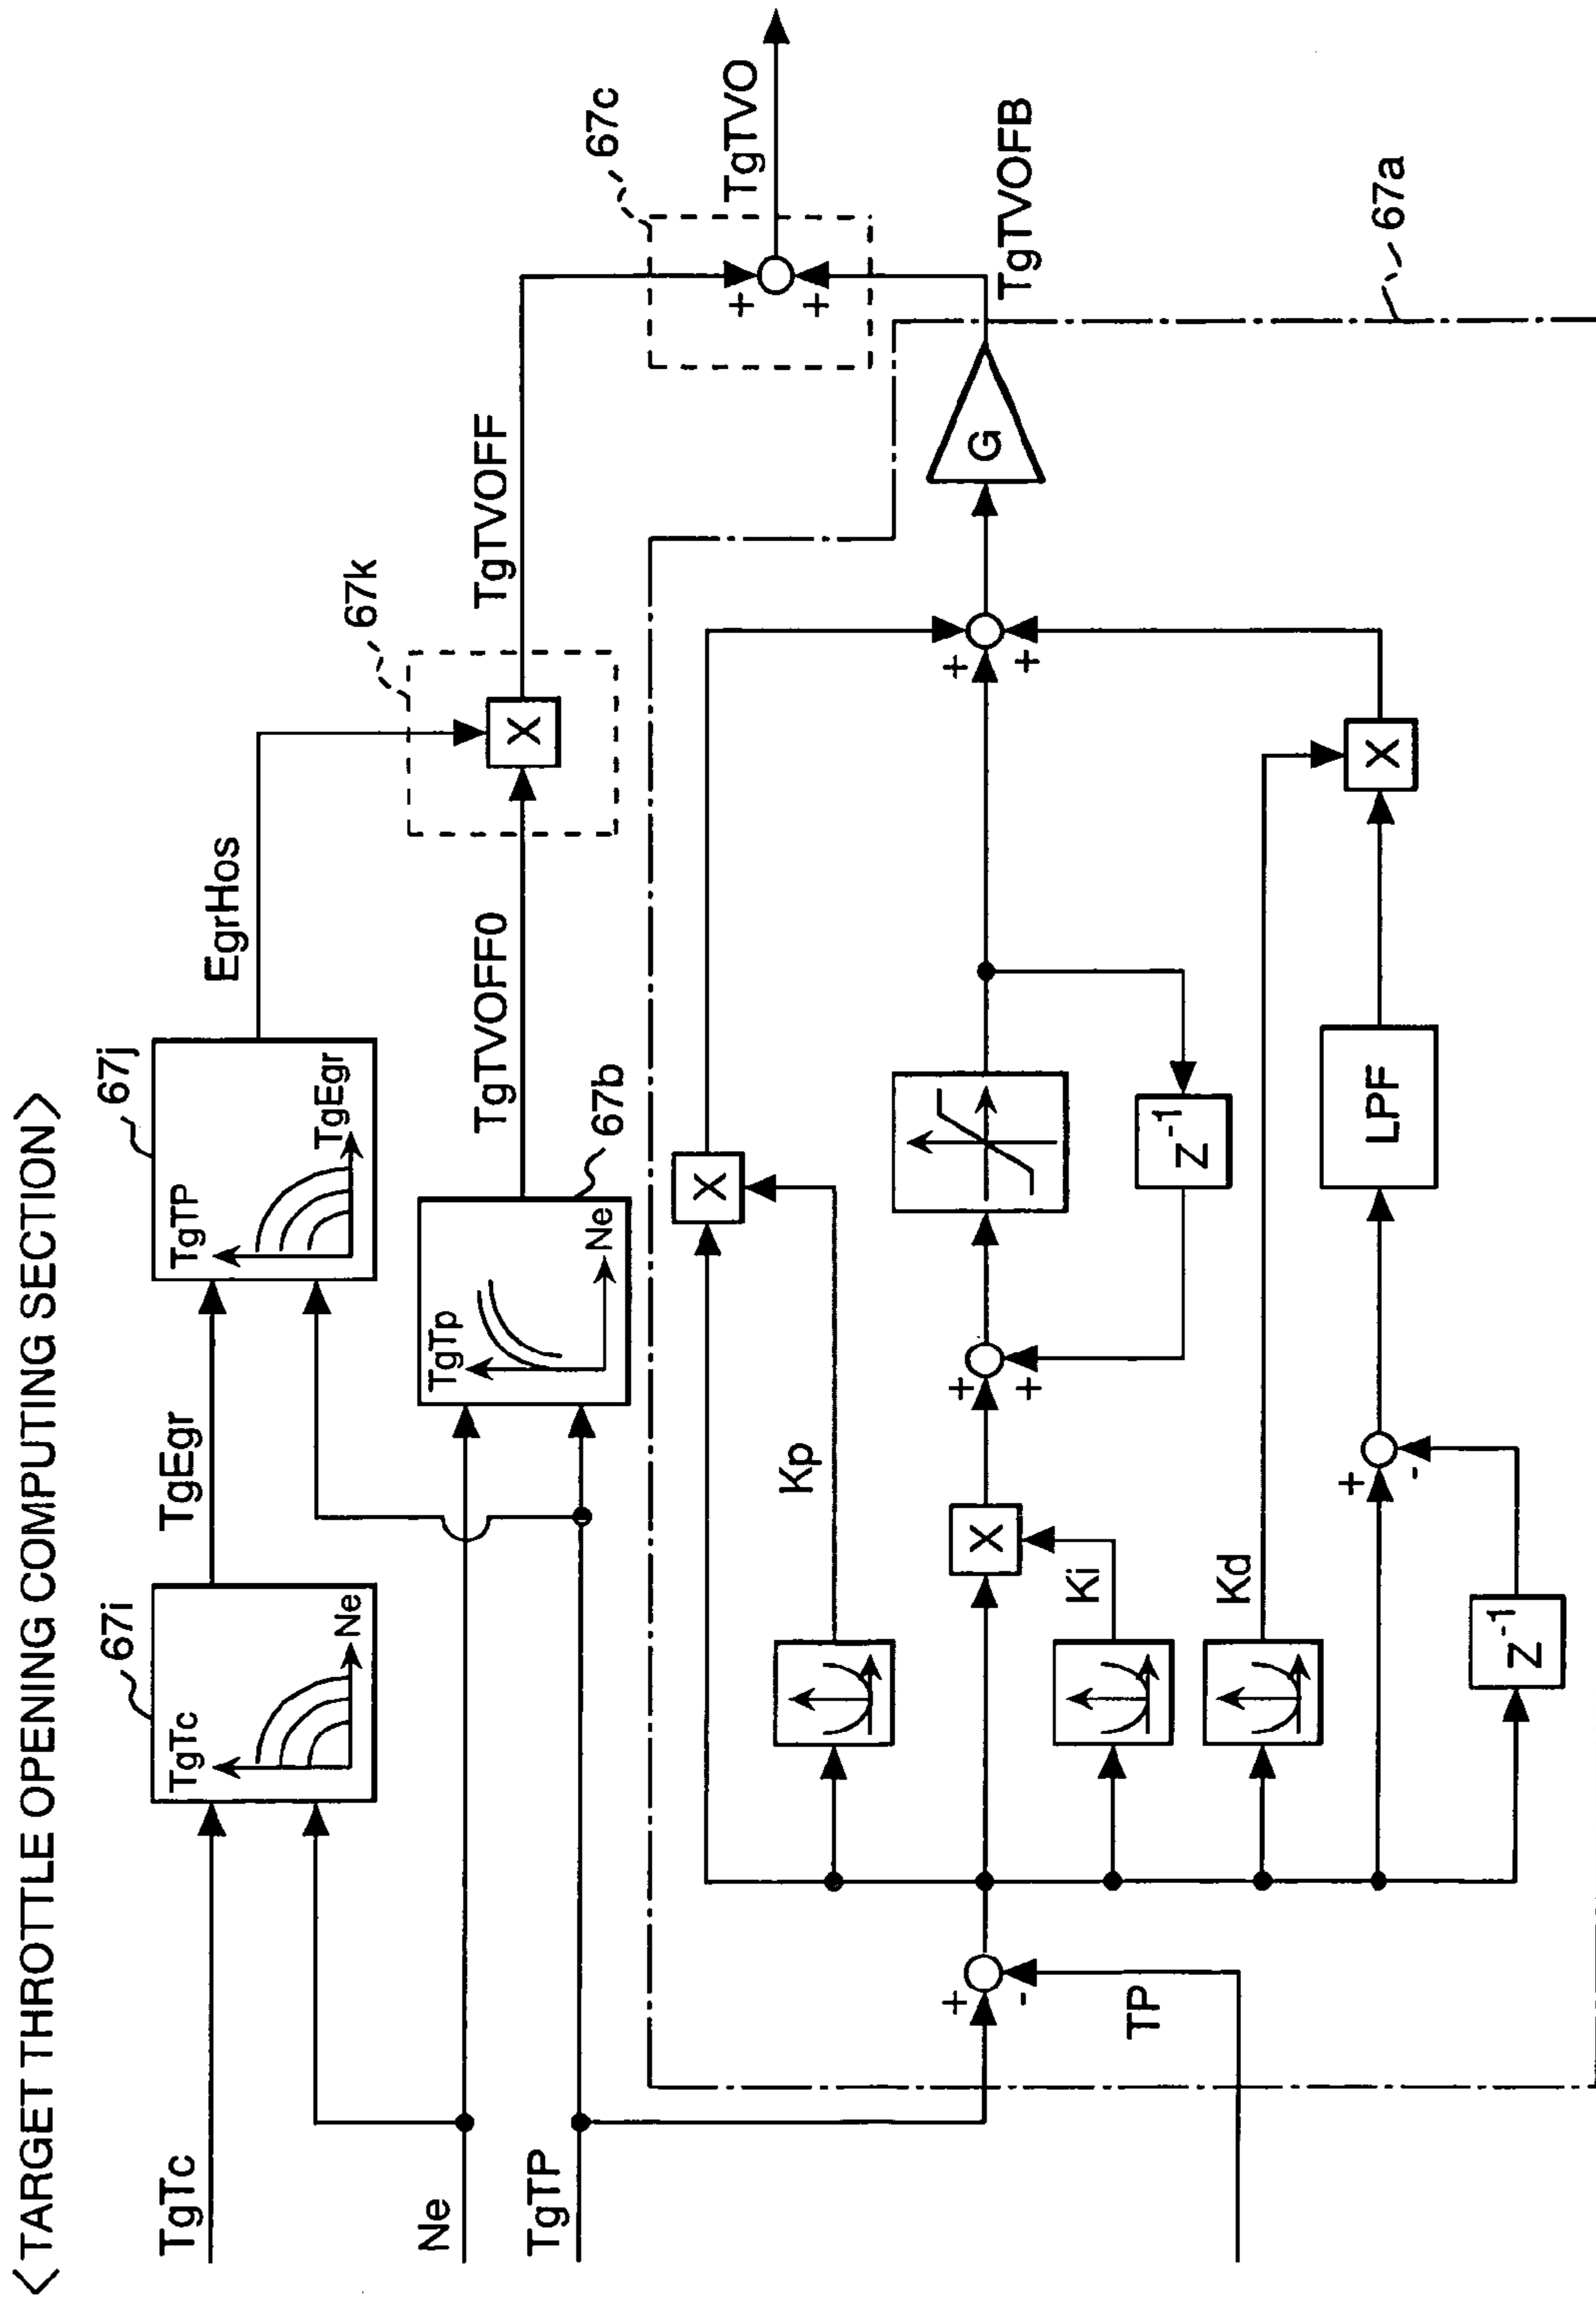 <TARGET THROTTLE OPENING COMPUTING SECTION>
TgTc
67i
TgTc
Ne
TgEgr
67j
TgTP
TgEgr
EgrHos
67k
X
Ne
TgTP
TgTp
Ne
67b
TgTVOFF0
TgTVOFF
67c
+
+
TgTVO
TgTVOFB
67a
+
-
TP
Kp
X
X
Ki
+
+
Z-1
+
+
G
Kd
+
-
Z-1
LPF
X